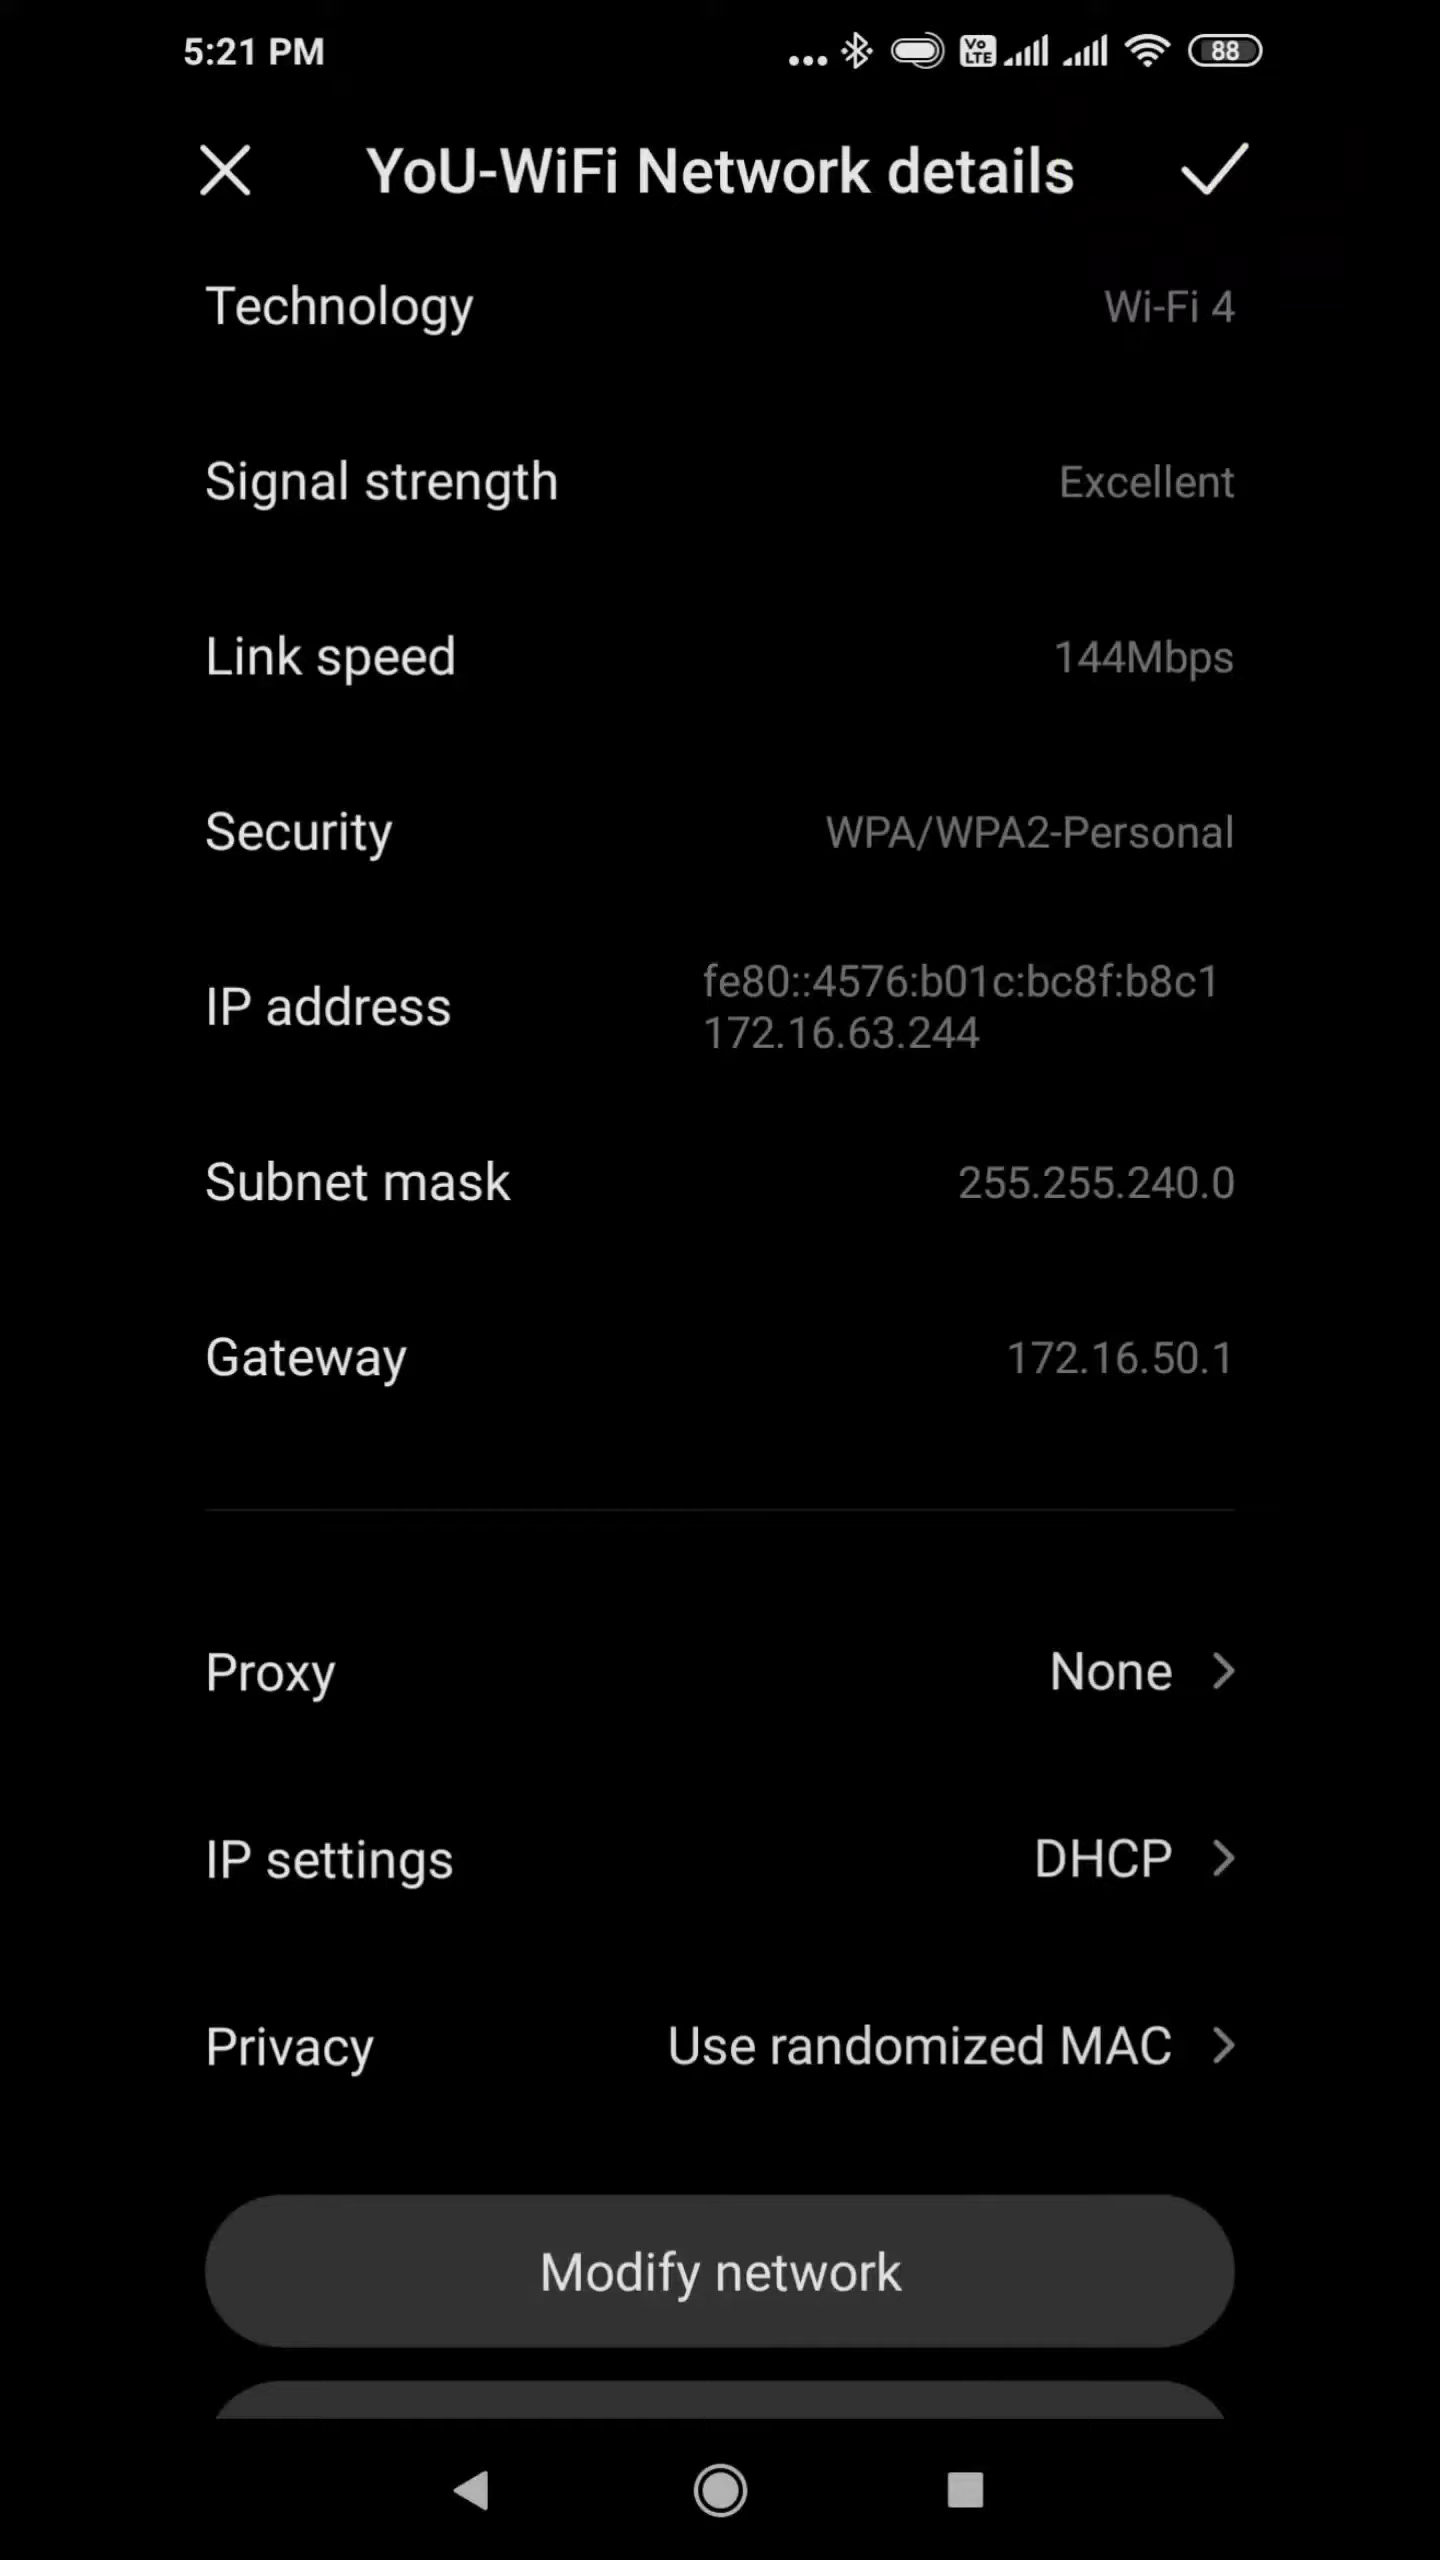 5:21 PM
Vo LTE
88
YoU-WiFi Network details
Technology Wi-Fi 4
Signal strength Excellent
Link speed 144Mbps
Security WPA/WPA2-Personal
IP address fe80::4576:b01c:bc8f:b8c1
172.16.63.244
Subnet mask 255.255.240.0
Gateway 172.16.50.1
Proxy None
IP settings DHCP
Privacy Use randomized MAC
Modify network